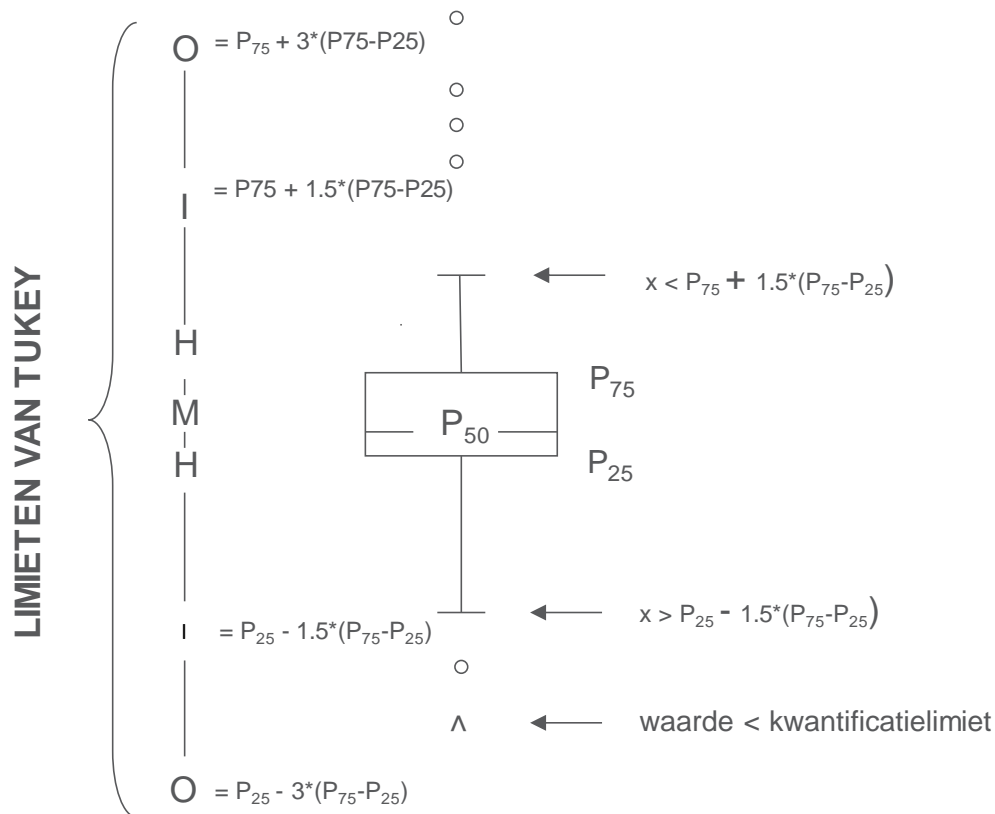 LIMIETEN VAN TUKEY
O = P₇₅ + 3*(P75-P25)
I = P75 + 1.5*(P75-P25)
x < P₇₅ + 1.5*(P₇₅-P₂₅)
H
P₇₅
M
P₅₀
H
P₂₅
I = P₂₅ - 1.5*(P₇₅-P₂₅)
x > P₂₅ - 1.5*(P₇₅-P₂₅)
^
waarde < kwantificatielimiet
O = P₂₅ - 3*(P₇₅-P₂₅)